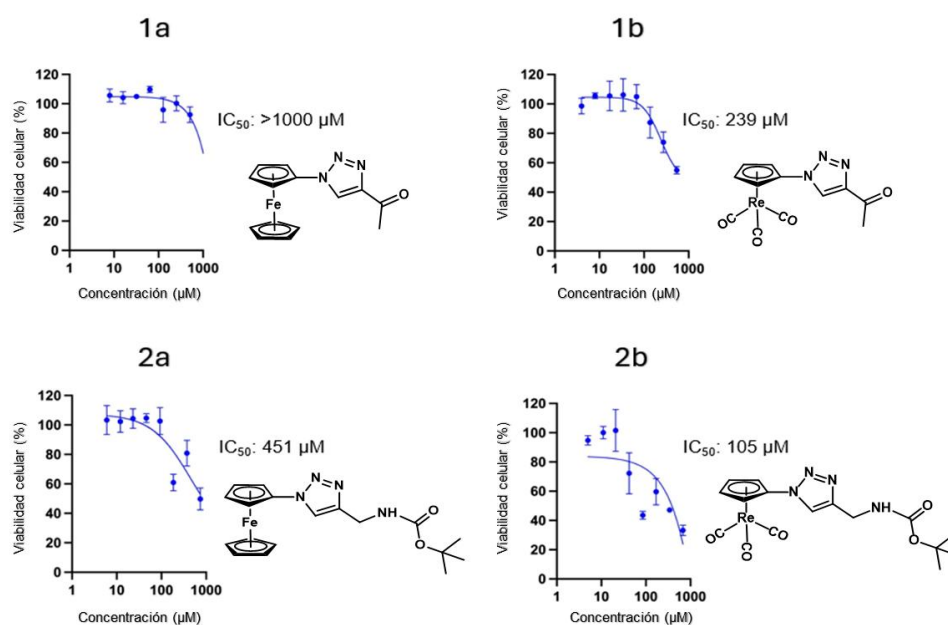 1a
Viabilidad celular (%)
120
100
80
60
40
20
0
1
10
100
1000
Concentración (µM)
IC50: >1000 µM
N
N
N
Fe
O
1b
Viabilidad celular (%)
120
100
80
60
40
20
0
1
10
100
1000
Concentración (µM)
IC50: 239 µM
N
N
N
Re
CO
CO
CO
O
2a
Viabilidad celular (%)
120
100
80
60
40
20
0
1
10
100
1000
Concentración (µM)
IC50: 451 µM
N
N
N
Fe
NH
O
O
2b
Viabilidad celular (%)
120
100
80
60
40
20
0
1
10
100
1000
Concentración (µM)
IC50: 105 µM
N
N
N
Re
CO
CO
CO
NH
O
O